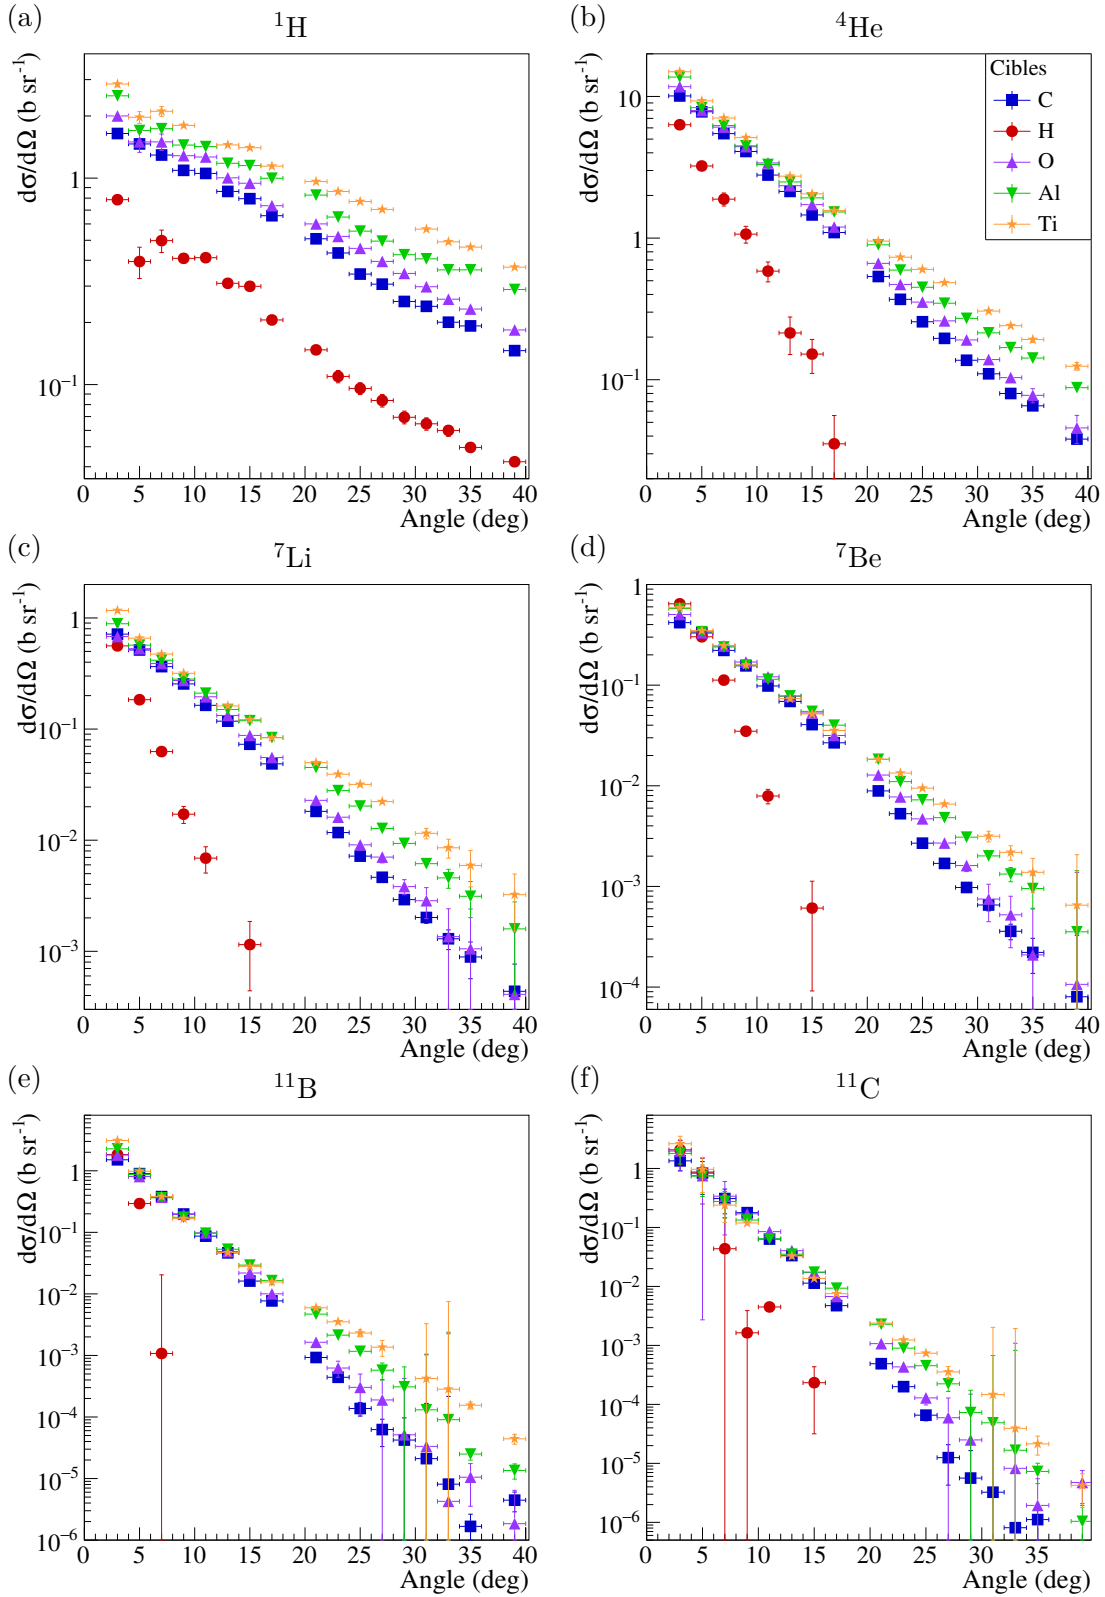 (a)
¹H
dσ/dΩ (b sr⁻¹)
1
10⁻¹
0 5 10 15 20 25 30 35 40
Angle (deg)
(b)
⁴He
dσ/dΩ (b sr⁻¹)
Cibles
C
H
O
Al
Ti
10
1
10⁻¹
0 5 10 15 20 25 30 35 40
Angle (deg)
(c)
⁷Li
dσ/dΩ (b sr⁻¹)
1
10⁻¹
10⁻²
10⁻³
0 5 10 15 20 25 30 35 40
Angle (deg)
(d)
⁷Be
dσ/dΩ (b sr⁻¹)
1
10⁻¹
10⁻²
10⁻³
10⁻⁴
0 5 10 15 20 25 30 35 40
Angle (deg)
(e)
¹¹B
dσ/dΩ (b sr⁻¹)
1
10⁻¹
10⁻²
10⁻³
10⁻⁴
10⁻⁵
10⁻⁶
0 5 10 15 20 25 30 35 40
Angle (deg)
(f)
¹¹C
dσ/dΩ (b sr⁻¹)
1
10⁻¹
10⁻²
10⁻³
10⁻⁴
10⁻⁵
10⁻⁶
0 5 10 15 20 25 30 35
Angle (deg)